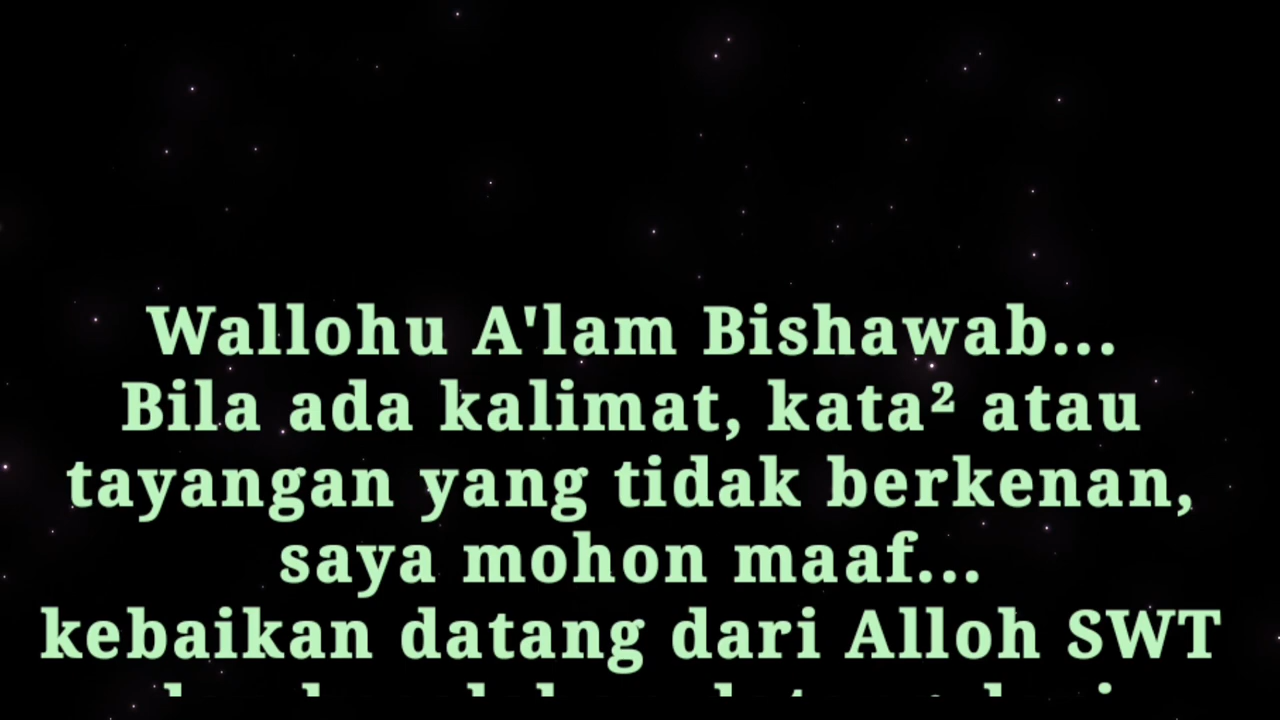 Wallohu A'lam Bishawab...
Bila ada kalimat, kata² atau
tayangan yang tidak berkenan,
saya mohon maaf...
kebaikan datang dari Alloh SWT